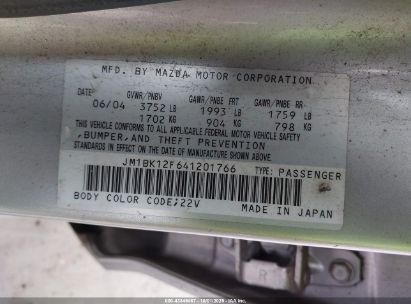 MFD. BY MAZDA MOTOR CORPORATION
DATE GVWR/PNBV GAWR/PNBE FRT GAWR/PNBE RR
06/04 3752 LB 1993 LB 1759 LB
1702 KG 904 KG 798 KG
THIS VEHICLE CONFORMS TO ALL APPLICABLE FEDERAL MOTOR VEHICLE SAFETY
,BUMPER, AND THEFT PREVENTION
STANDARDS IN EFFECT ON THE DATE OF MANUFACTURE SHOWN ABOVE.
JM1BK12F641201766 TYPE: PASSENGER
BODY COLOR CODE;22V MADE IN JAPAN
R